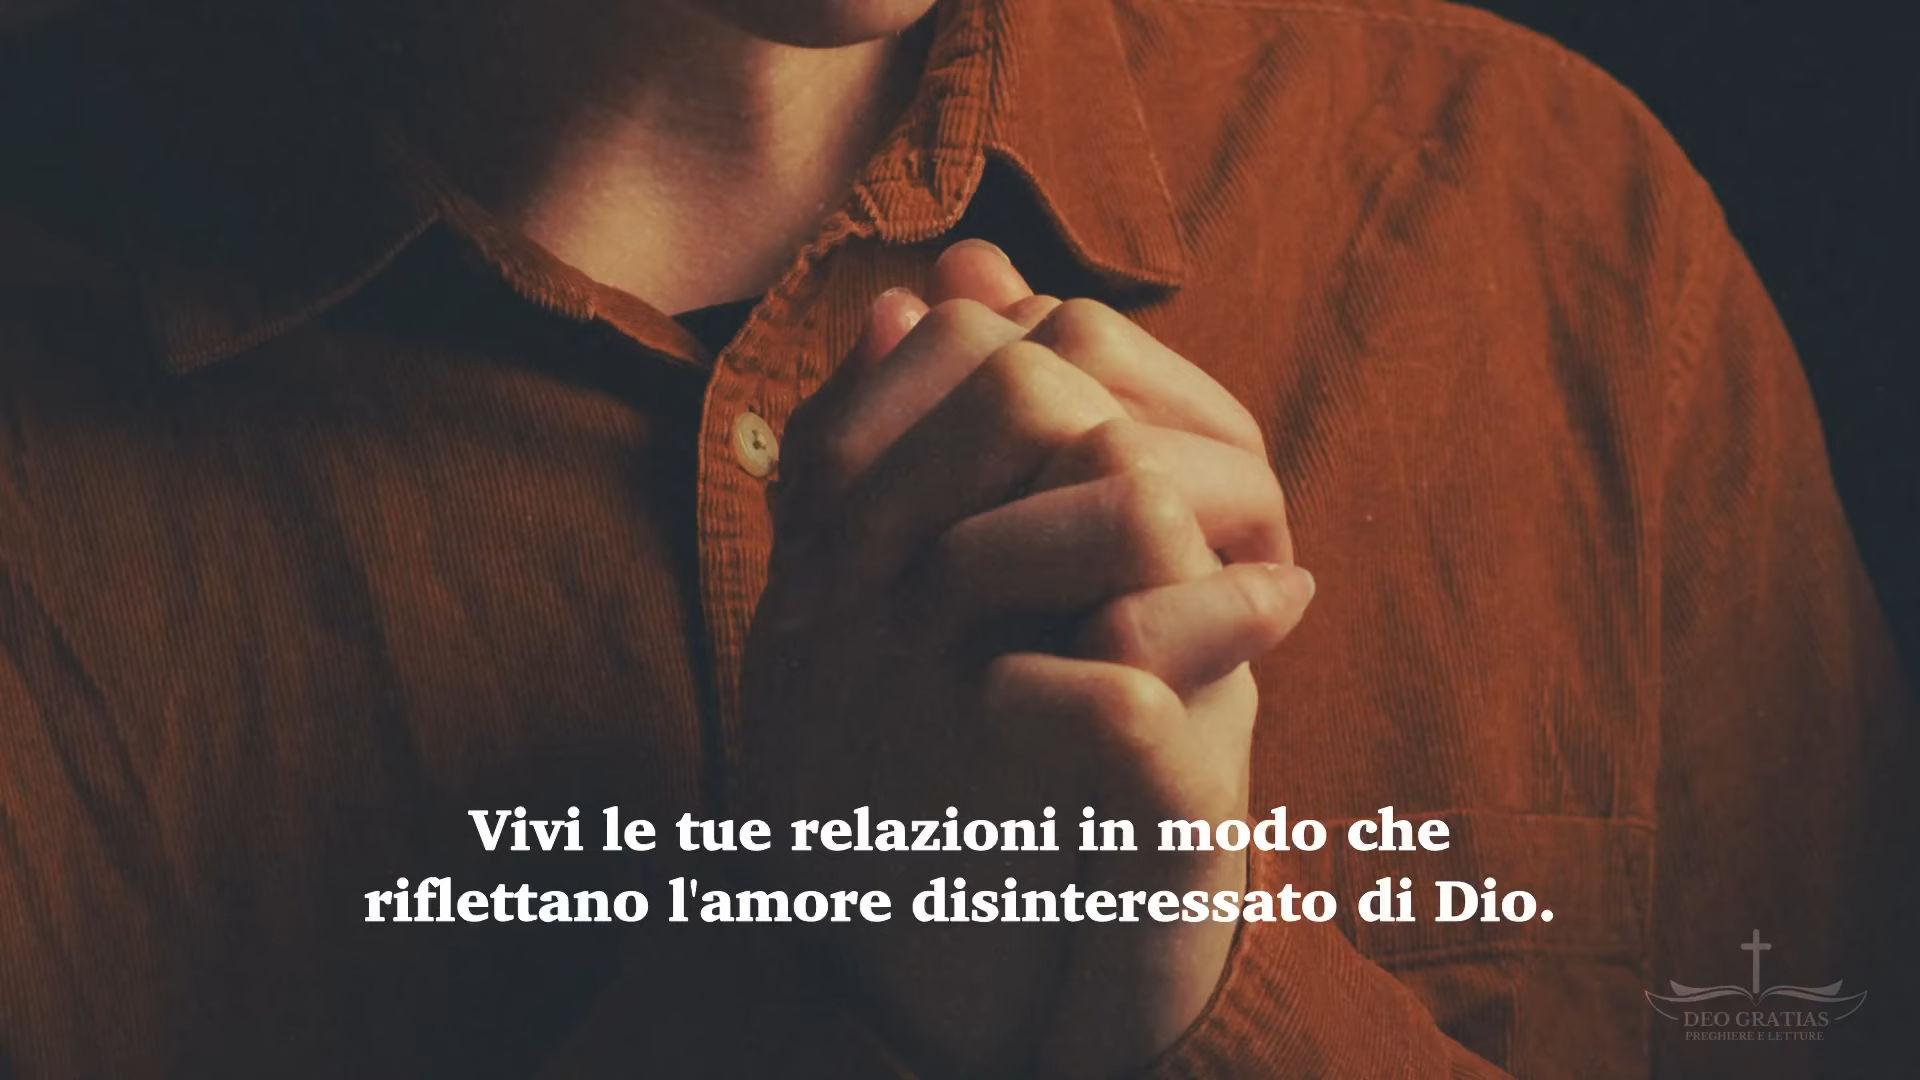 Vivi le tue relazioni in modo che
riflettano l'amore disinteressato di Dio.
DEO GRATIAS
PREGHIERE E LETTURE